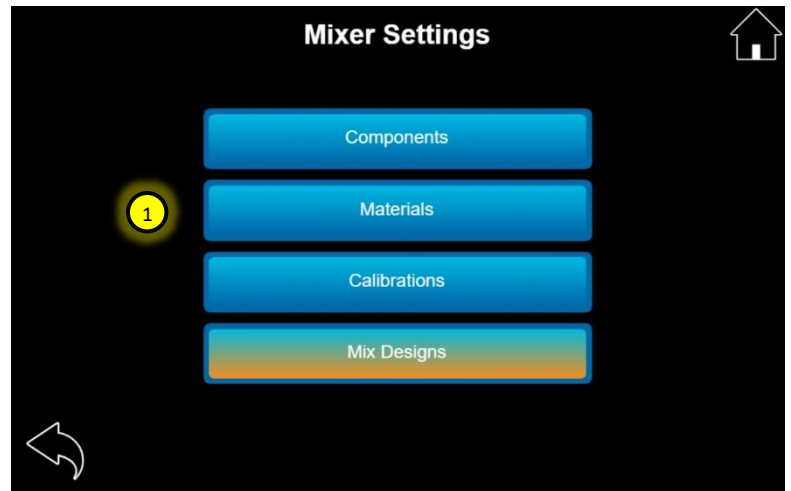 Mixer Settings
Components
1
Materials
Calibrations
Mix Designs